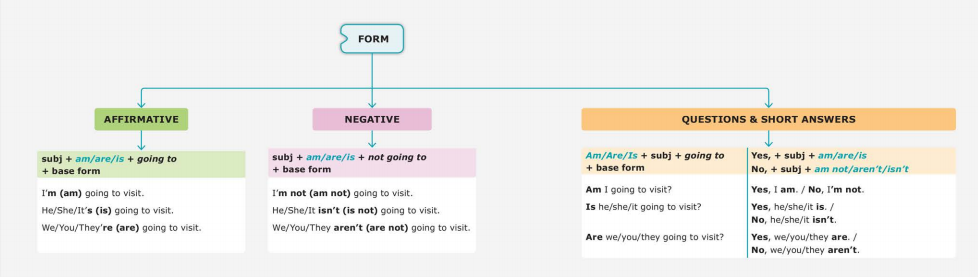 FORM
AFFIRMATIVE
subj + am/are/is + going to
+ base form
I'm (am) going to visit.
He/She/It's (is) going to visit.
We/You/They're (are) going to visit.
NEGATIVE
subj + am/are/is + not going to
+ base form
I'm not (am not) going to visit.
He/She/It isn't (is not) going to visit.
We/You/They aren't (are not) going to visit.
QUESTIONS & SHORT ANSWERS
Am/Are/Is + subj + going to
+ base form
Am I going to visit?
Is he/she/it going to visit?
Are we/you/they going to visit?
Yes, + subj + am/are/is
No, + subj + am not/aren't/isn't
Yes, I am. / No, I'm not.
Yes, he/she/it is. /
No, he/she/it isn't.
Yes, we/you/they are. /
No, we/you/they aren't.